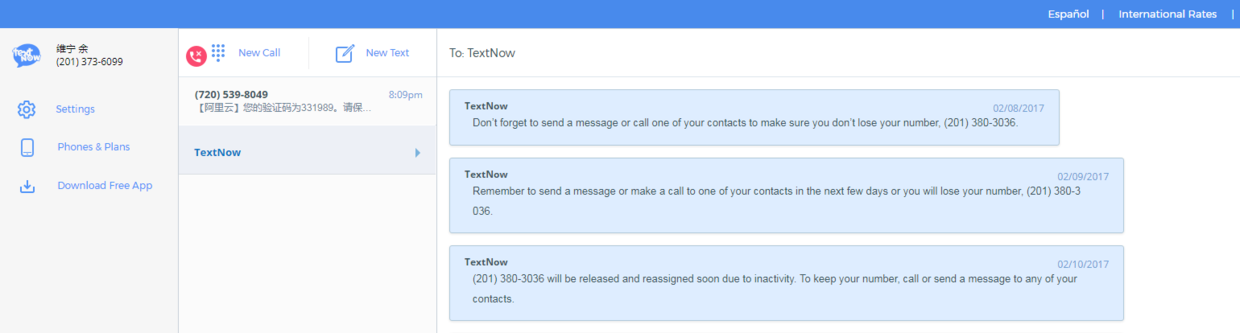 Español | International Rates |
text Now
维宁 余
(201) 373-6099
Settings
Phones & Plans
Download Free App
New Call
New Text
(720) 539-8049 8:09pm
【阿里云】您的验证码为331989。请保...
TextNow
To: TextNow
TextNow 02/08/2017
Don't forget to send a message or call one of your contacts to make sure you don't lose your number, (201) 380-3036.
TextNow 02/09/2017
Remember to send a message or make a call to one of your contacts in the next few days or you will lose your number, (201) 380-3
036.
TextNow 02/10/2017
(201) 380-3036 will be released and reassigned soon due to inactivity. To keep your number, call or send a message to any of your
contacts.